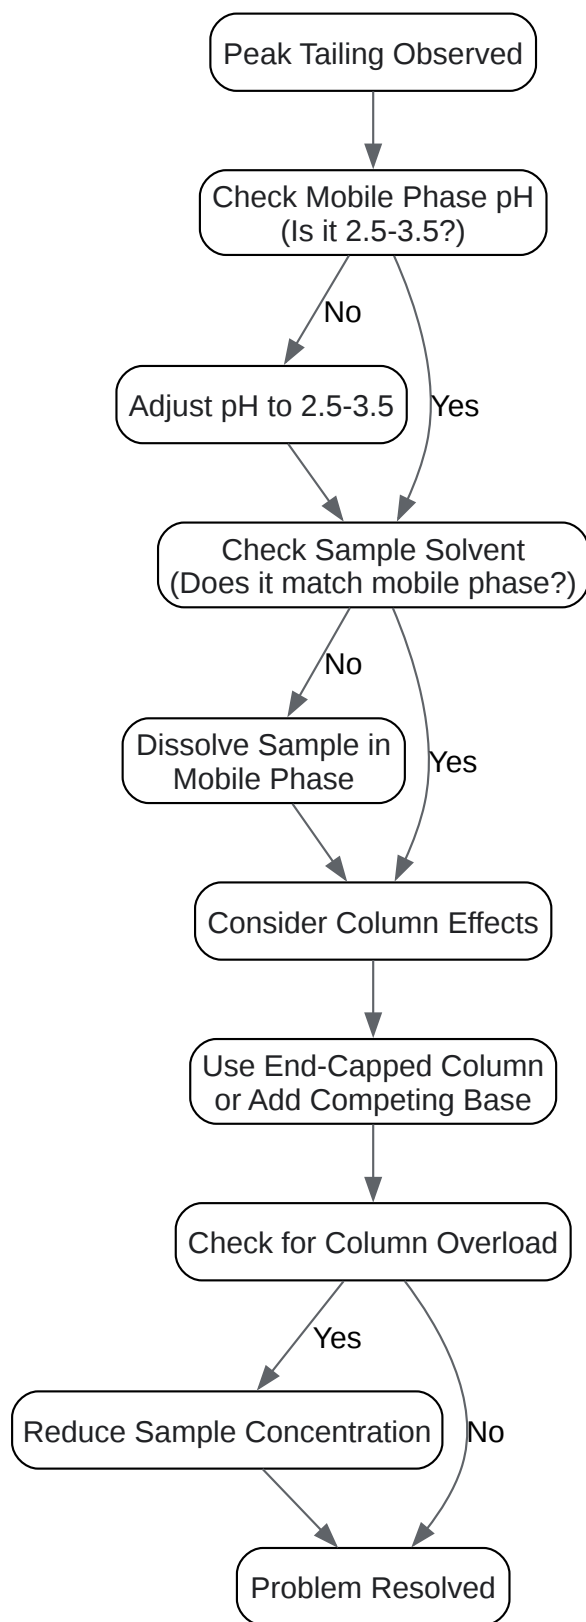 Peak Tailing Observed
Check Mobile Phase pH
(Is it 2.5-3.5?)
No
Adjust pH to 2.5-3.5
Yes
Check Sample Solvent
(Does it match mobile phase?)
No
Dissolve Sample in
Mobile Phase
Yes
Consider Column Effects
Use End-Capped Column
or Add Competing Base
Check for Column Overload
Yes
Reduce Sample Concentration
No
Problem Resolved